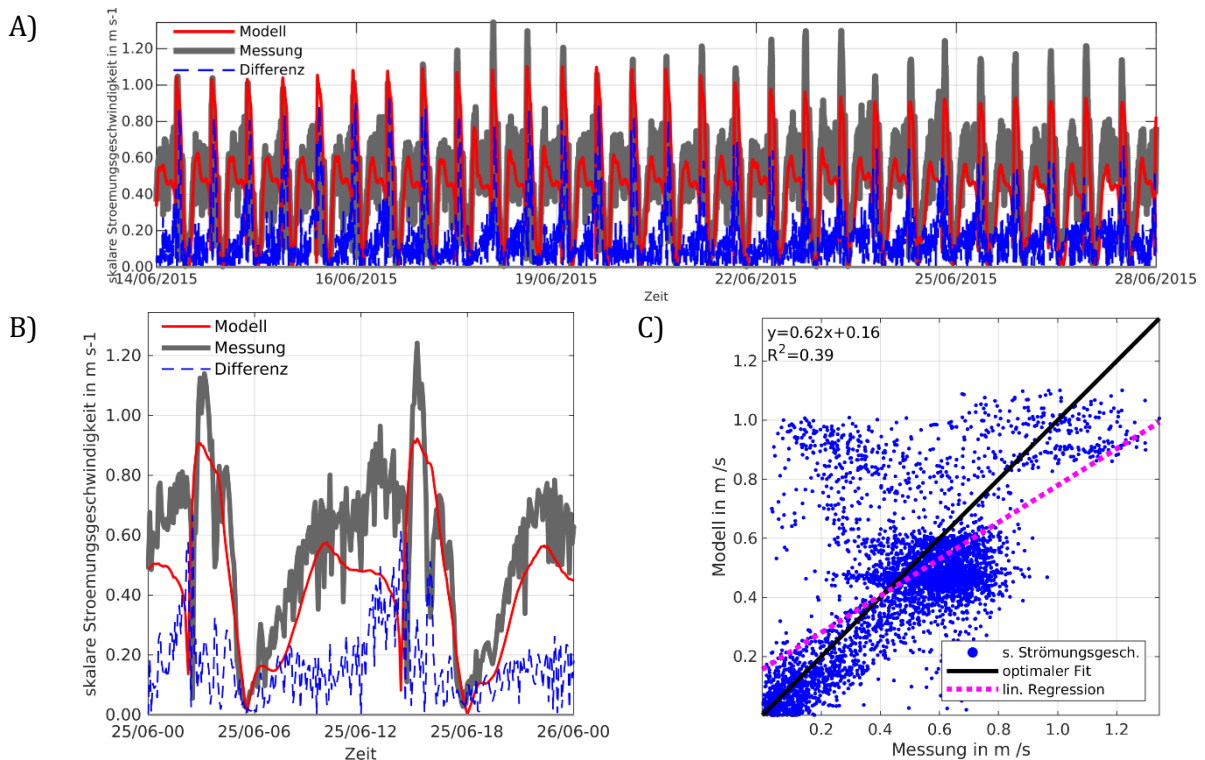 A)
skalare Stroemungsgeschwindigkeit in m s-1
1.20
1.00
0.80
0.60
0.40
0.20
0.00
Modell
Messung
Differenz
14/06/2015
16/06/2015
19/06/2015
22/06/2015
25/06/2015
28/06/2015
Zeit
B)
skalare Stroemungsgeschwindigkeit in m s-1
1.20
1.00
0.80
0.60
0.40
0.20
0.00
Modell
Messung
Differenz
25/06-00
25/06-06
25/06-12
25/06-18
26/06-00
Zeit
C)
y=0.62x+0.16
R²=0.39
Modell in m /s
1.2
1.0
0.8
0.6
0.4
0.2
s. Strömungsgesch.
optimaler Fit
lin. Regression
0.2
0.4
0.6
0.8
1.0
1.2
Messung in m /s